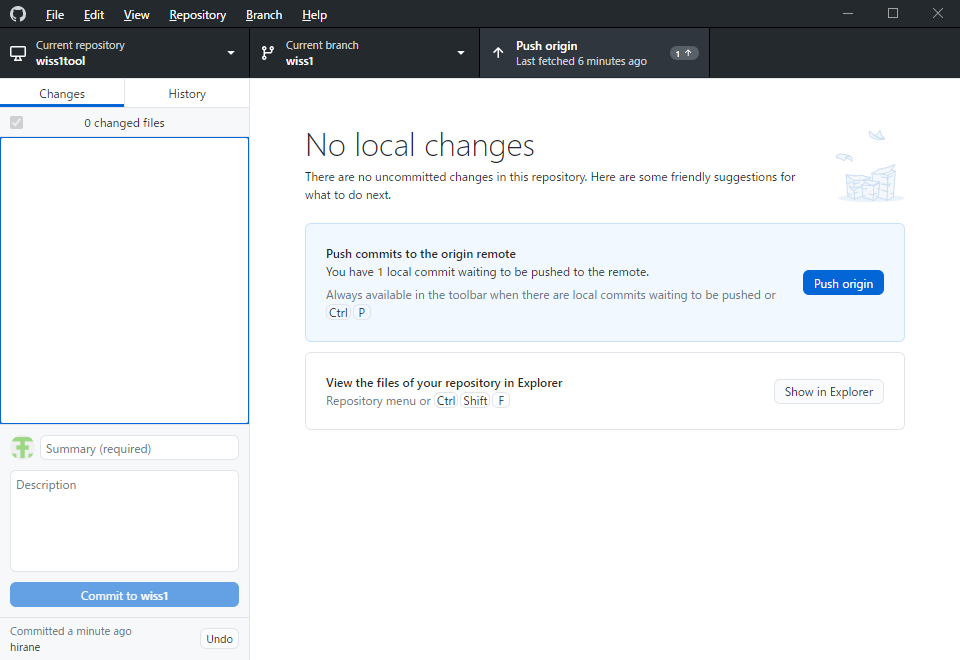 File Edit View Repository Branch Help
Current repository
wiss1tool
Current branch
wiss1
Push origin
Last fetched 6 minutes ago
1
Changes History
0 changed files
No local changes
There are no uncommitted changes in this repository. Here are some friendly suggestions for
what to do next.
Push commits to the origin remote
You have 1 local commit waiting to be pushed to the remote.
Always available in the toolbar when there are local commits waiting to be pushed or
Ctrl P
Push origin
View the files of your repository in Explorer
Repository menu or Ctrl Shift F
Show in Explorer
Summary (required)
Description
Commit to wiss1
Committed a minute ago
hirane
Undo